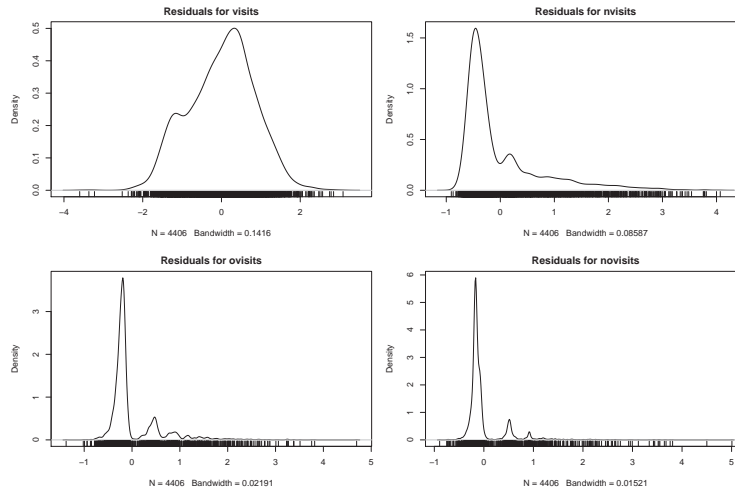 Residuals for visits
Density
0.0 0.1 0.2 0.3 0.4 0.5
−4 −2 0 2
N = 4406 Bandwidth = 0.1416
Residuals for nvisits
Density
0.0 0.5 1.0 1.5
−1 0 1 2 3 4
N = 4406 Bandwidth = 0.08587
Residuals for ovisits
Density
0 1 2 3
−1 0 1 2 3 4 5
N = 4406 Bandwidth = 0.02191
Residuals for novisits
Density
0 1 2 3 4 5 6
−1 0 1 2 3 4 5
N = 4406 Bandwidth = 0.01521